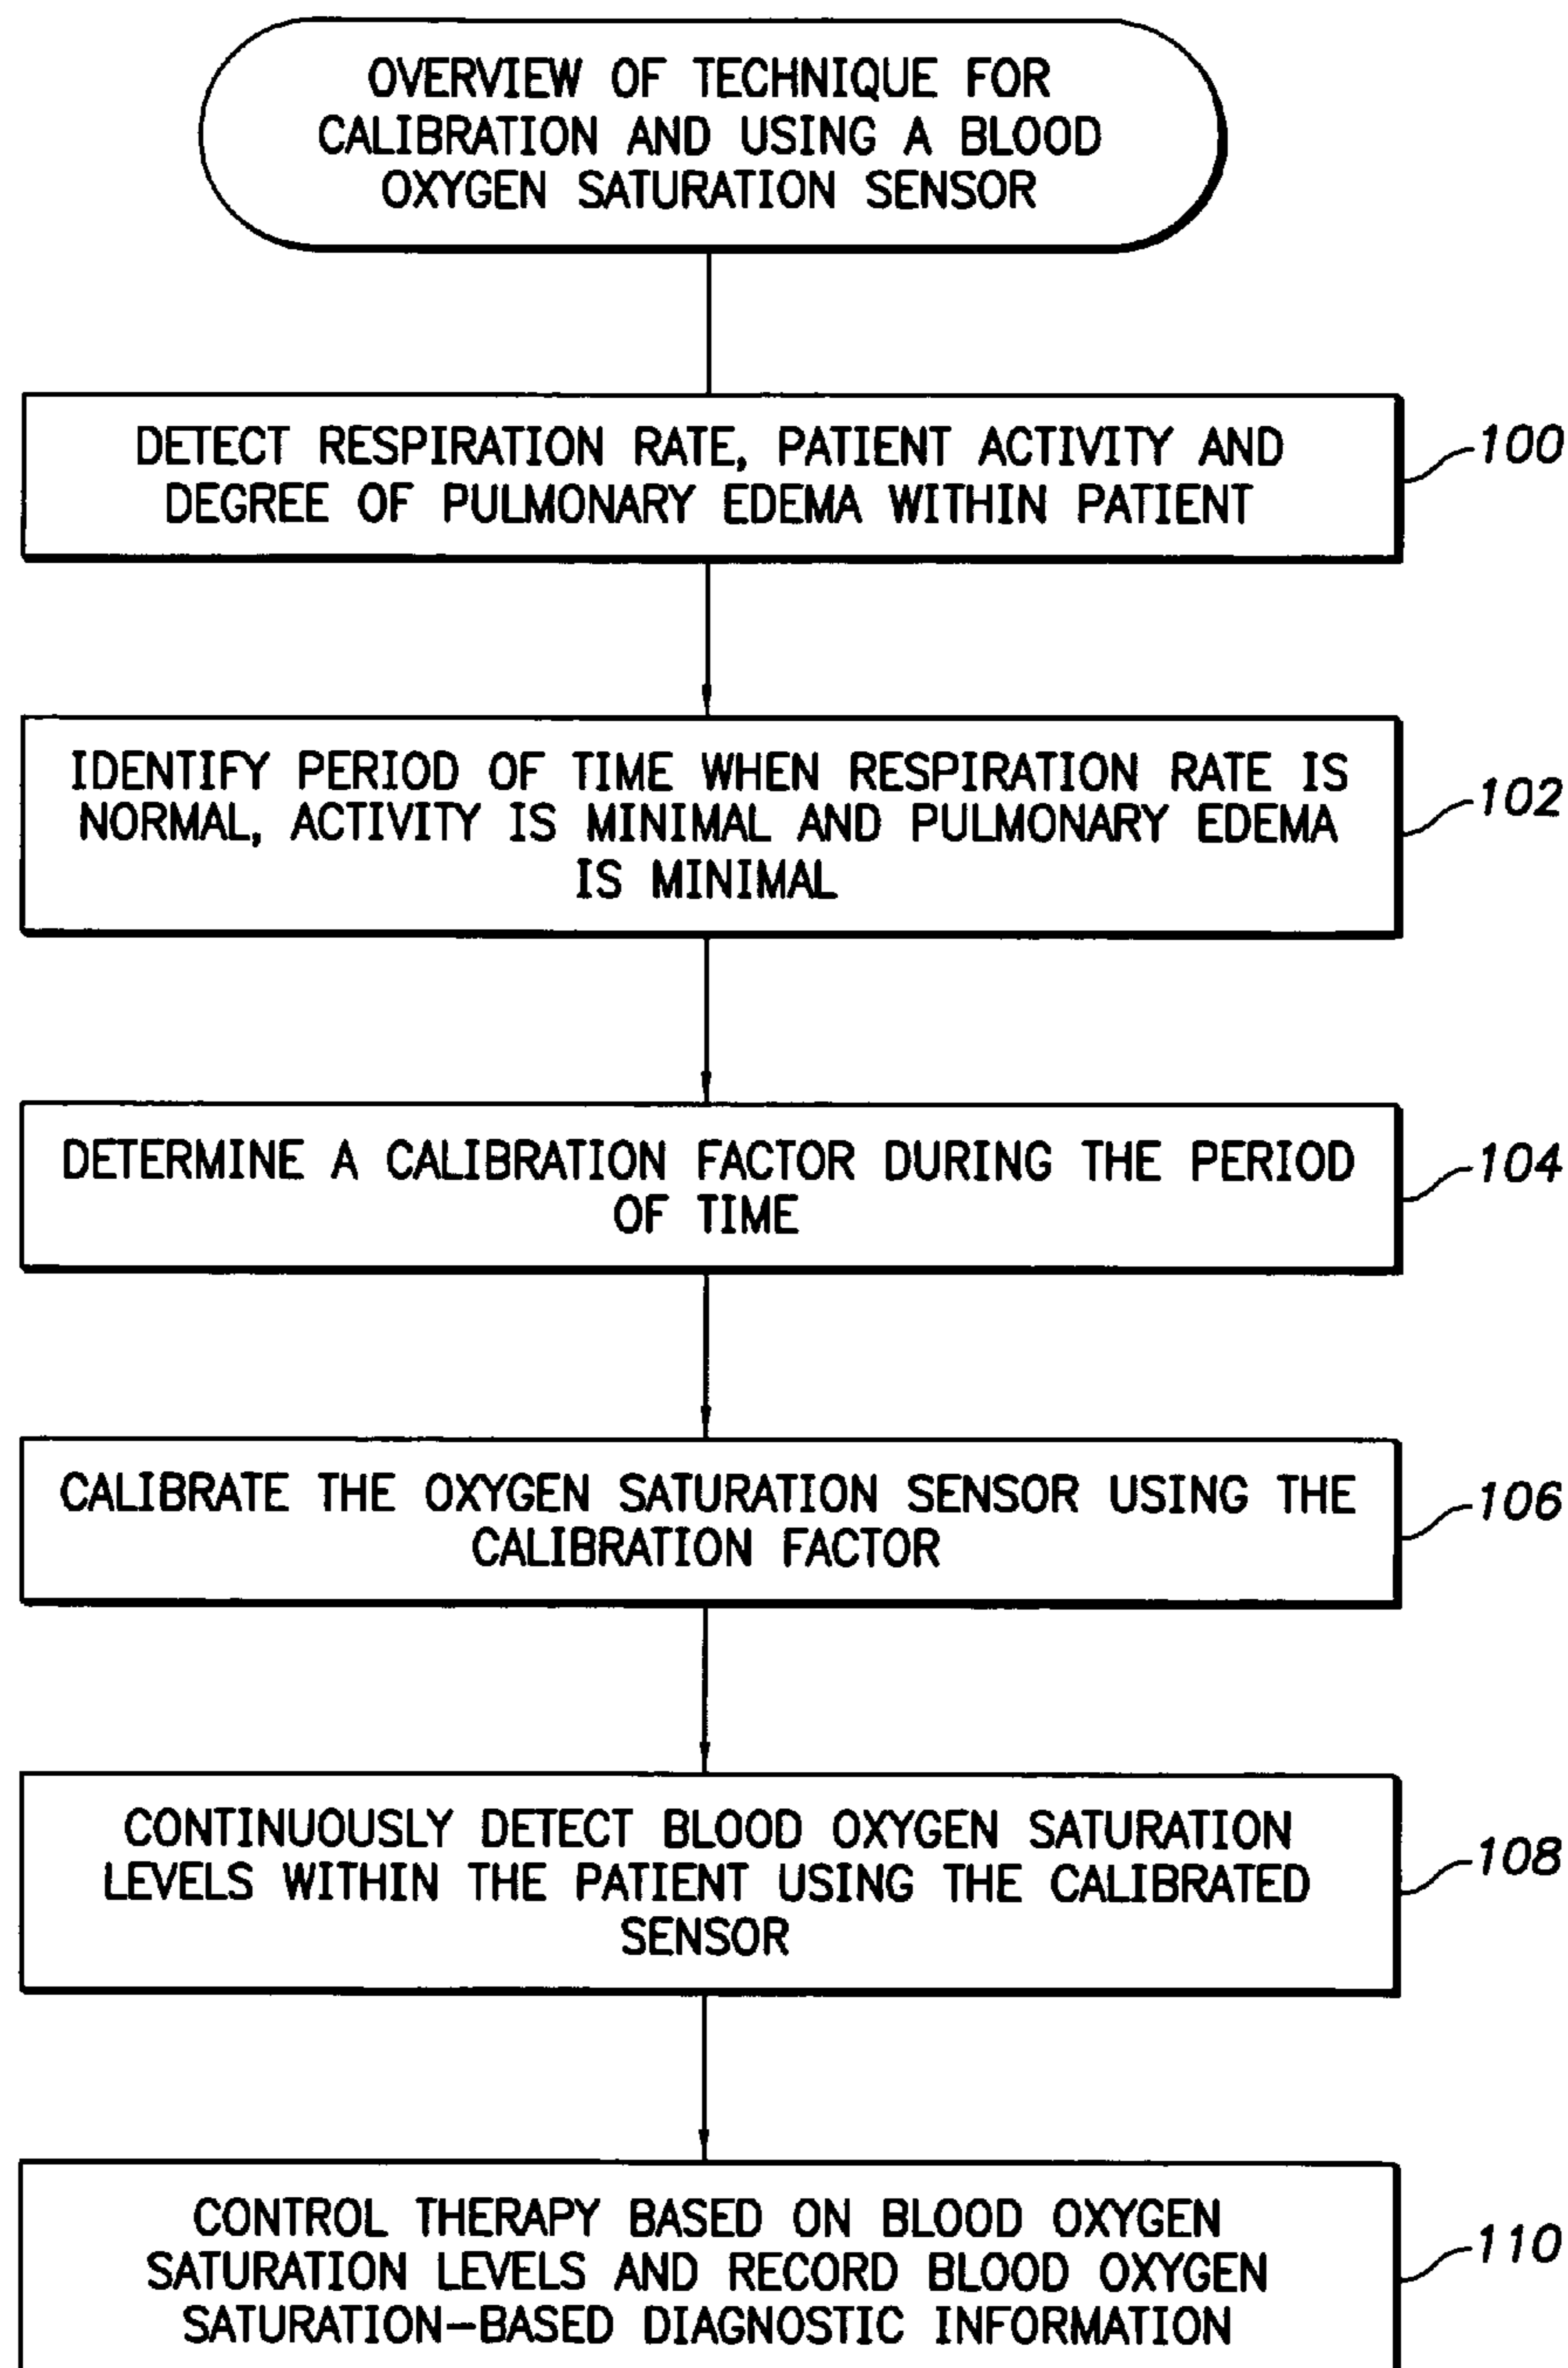 OVERVIEW OF TECHNIQUE FOR
CALIBRATION AND USING A BLOOD
OXYGEN SATURATION SENSOR
DETECT RESPIRATION RATE, PATIENT ACTIVITY AND
DEGREE OF PULMONARY EDEMA WITHIN PATIENT
100
IDENTIFY PERIOD OF TIME WHEN RESPIRATION RATE IS
NORMAL, ACTIVITY IS MINIMAL AND PULMONARY EDEMA
IS MINIMAL
102
DETERMINE A CALIBRATION FACTOR DURING THE PERIOD
OF TIME
104
CALIBRATE THE OXYGEN SATURATION SENSOR USING THE
CALIBRATION FACTOR
106
CONTINUOUSLY DETECT BLOOD OXYGEN SATURATION
LEVELS WITHIN THE PATIENT USING THE CALIBRATED
SENSOR
108
CONTROL THERAPY BASED ON BLOOD OXYGEN
SATURATION LEVELS AND RECORD BLOOD OXYGEN
SATURATION-BASED DIAGNOSTIC INFORMATION
110